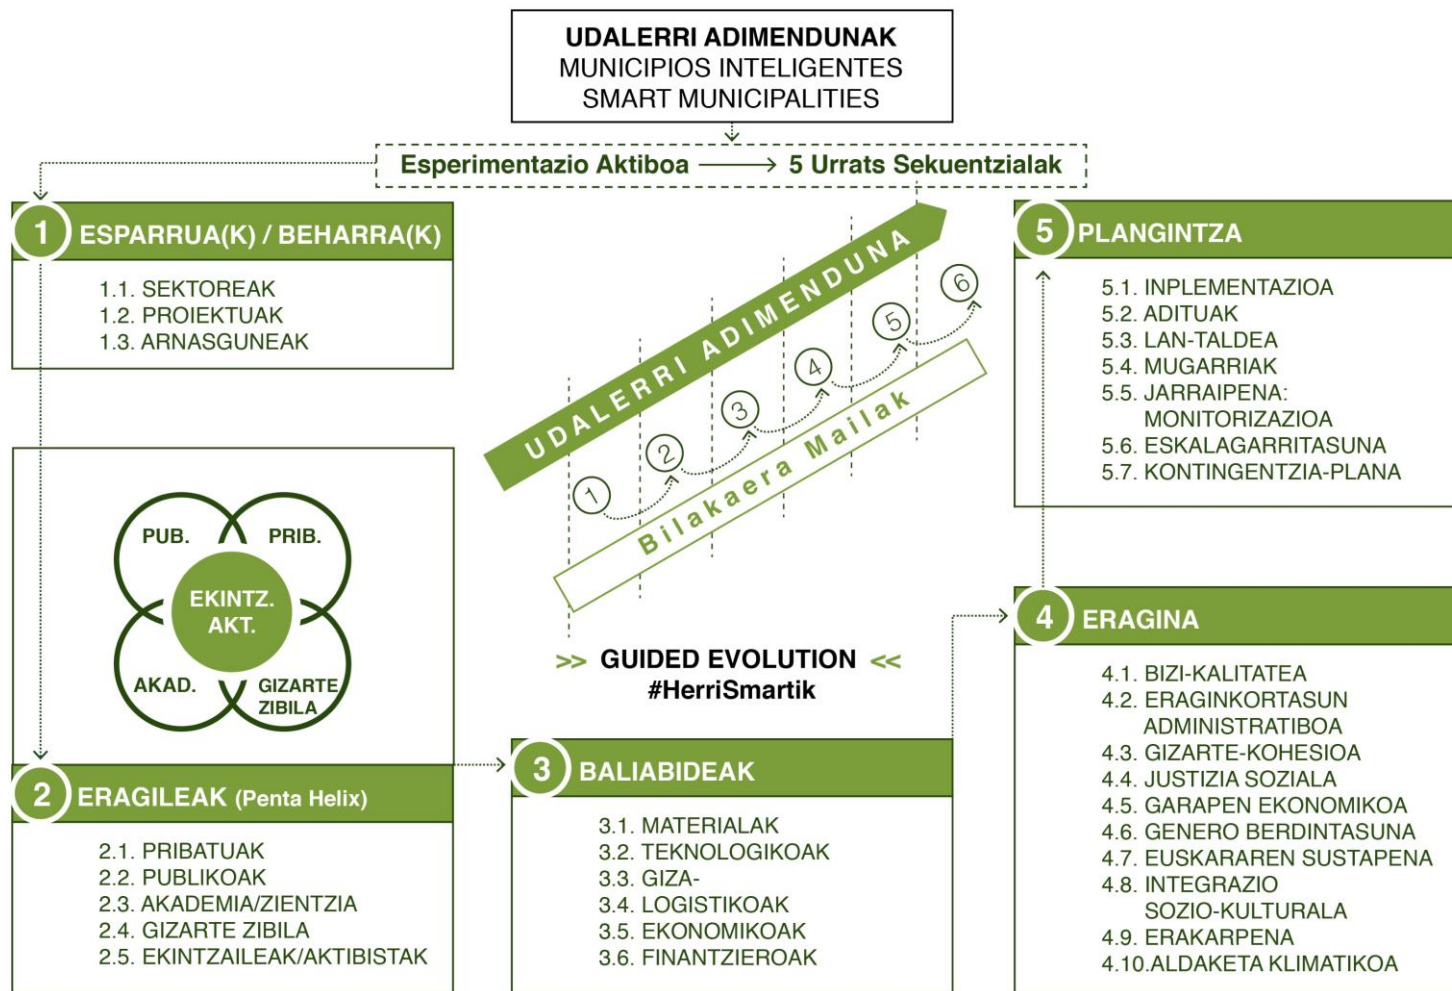 UDALERRI ADIMENDUNAK
MUNICIPIOS INTELIGENTES
SMART MUNICIPALITIES
Esperimentazio Aktiboa → 5 Urrats Sekuentzialak
1 ESPARRUA(K) / BEHARRA(K)
1.1. SEKTOREAK
1.2. PROIEKTUAK
1.3. ARNASGUNEAK
PUB.
PRIB.
EKINTZ.
AKT.
AKAD.
GIZARTE
ZIBILA
2 ERAGILEAK (Penta Helix)
2.1. PRIBATUAK
2.2. PUBLIKOAK
2.3. AKADEMIA/ZIENTZIA
2.4. GIZARTE ZIBILA
2.5. EKINTZAILEAK/AKTIBISTAK
UDALERRI ADIMENDUNA
1
2
3
4
5
6
Bilakaera Mailak
>> GUIDED EVOLUTION <<
#HerriSmartik
3 BALIABIDEAK
3.1. MATERIALAK
3.2. TEKNOLOGIKOAK
3.3. GIZA-
3.4. LOGISTIKOAK
3.5. EKONOMIKOAK
3.6. FINANTZIEROAK
4 ERAGINA
4.1. BIZI-KALITATEA
4.2. ERAGINKORTASUN
ADMINISTRATIBOA
4.3. GIZARTE-KOHESIOA
4.4. JUSTIZIA SOZIALA
4.5. GARAPEN EKONOMIKOA
4.6. GENERO BERDINTASUNA
4.7. EUSKARAREN SUSTAPENA
4.8. INTEGRAZIO
SOZIO-KULTURALA
4.9. ERAKARPENA
4.10.ALDAKETA KLIMATIKOA
5 PLANGINTZA
5.1. INPLEMENTAZIOA
5.2. ADITUAK
5.3. LAN-TALDEA
5.4. MUGARRIAK
5.5. JARRAIPENA:
MONITORIZAZIOA
5.6. ESKALAGARRITASUNA
5.7. KONTINGENTZIA-PLANA